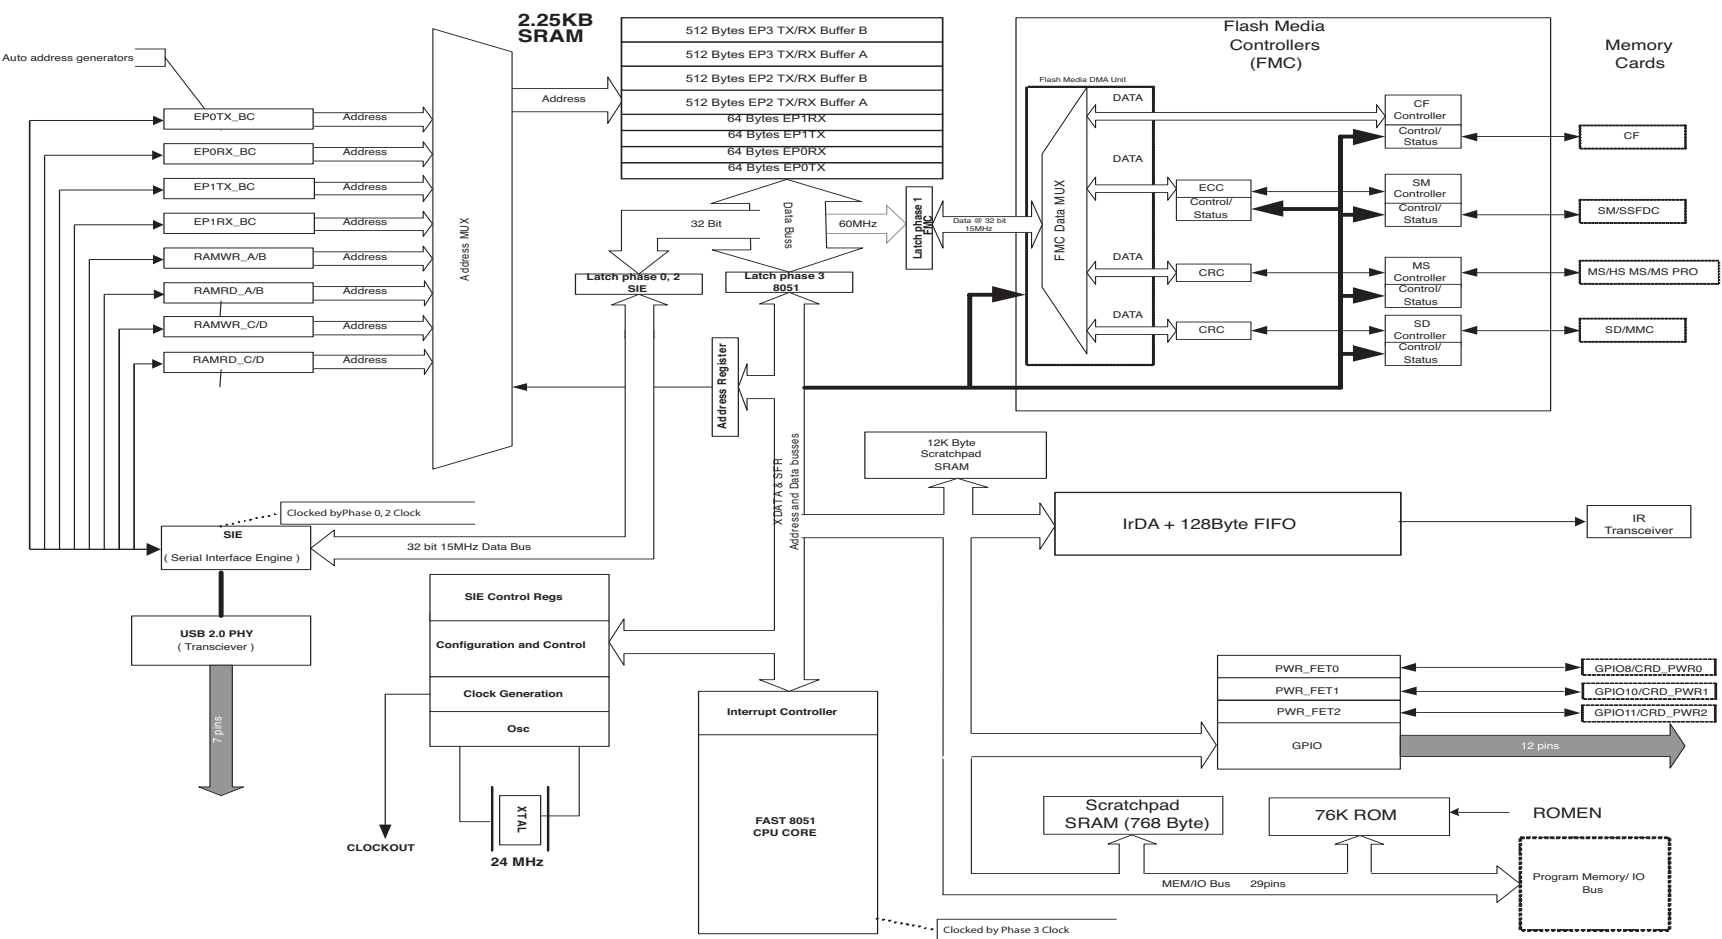 2.25KB
SRAM
Auto address generators
EP0TX_BC
EP0RX_BC
EP1TX_BC
EP1RX_BC
RAMWR_A/B
RAMRD_A/B
RAMWR_C/D
RAMRD_C/D
Address
Address
Address
Address
Address
Address
Address
Address
Address MUX
Address
512 Bytes EP3 TX/RX Buffer B
512 Bytes EP3 TX/RX Buffer A
512 Bytes EP2 TX/RX Buffer B
512 Bytes EP2 TX/RX Buffer A
64 Bytes EP1RX
64 Bytes EP1TX
64 Bytes EP0RX
64 Bytes EP0TX
32 Bit
Data Buss
60MHz
Latch phase 1
FMC
Data @ 32 bit
15MHz
Latch phase 0, 2
SIE
Latch phase 3
8051
Address Register
XDATA & SFR
Address and Data busses
Flash Media
Controllers
(FMC)
Flash Media DMA Unit
FMC Data MUX
DATA
DATA
DATA
DATA
ECC
Control/
Status
CRC
CRC
CF
Controller
Control/
Status
SM
Controller
Control/
Status
MS
Controller
Control/
Status
SD
Controller
Control/
Status
Memory
Cards
CF
SM/SSFDC
MS/HS MS/MS PRO
SD/MMC
12K Byte
Scratchpad
SRAM
IrDA + 128Byte FIFO
IR
Transceiver
Clocked byPhase 0, 2 Clock
SIE
( Serial Interface Engine )
32 bit 15MHz Data Bus
USB 2.0 PHY
( Transciever )
7 pins
SIE Control Regs
Configuration and Control
Clock Generation
Osc
XTAL
24 MHz
CLOCKOUT
Interrupt Controller
FAST 8051
CPU CORE
Clocked by Phase 3 Clock
PWR_FET0
PWR_FET1
PWR_FET2
GPIO
GPIO8/CRD_PWR0
GPIO10/CRD_PWR1
GPIO11/CRD_PWR2
12 pins
Scratchpad
SRAM (768 Byte)
76K ROM
ROMEN
MEM/IO Bus 29pins
Program Memory/ IO
Bus